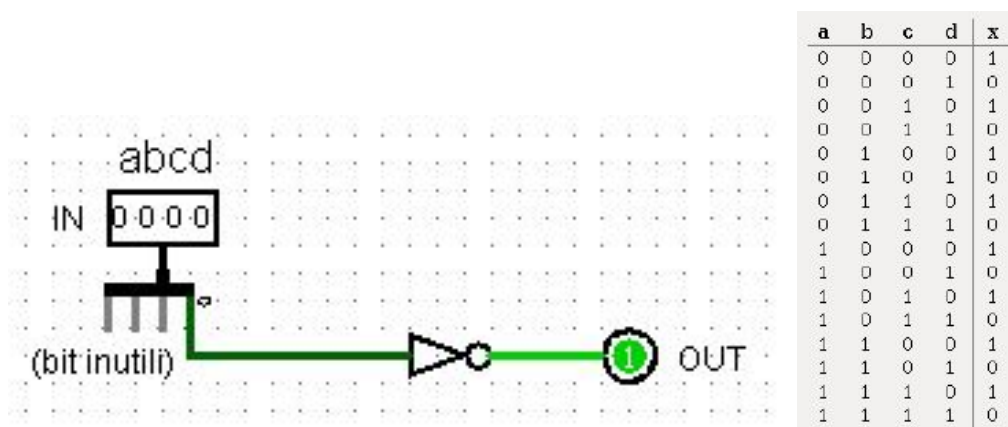 abcd
IN 0 0 0 0
0
(bit inutili)
1 OUT
a b c d x
0 0 0 0 1
0 0 0 1 0
0 0 1 0 1
0 0 1 1 0
0 1 0 0 1
0 1 0 1 0
0 1 1 0 1
0 1 1 1 0
1 0 0 0 1
1 0 0 1 0
1 0 1 0 1
1 0 1 1 0
1 1 0 0 1
1 1 0 1 0
1 1 1 0 1
1 1 1 1 0